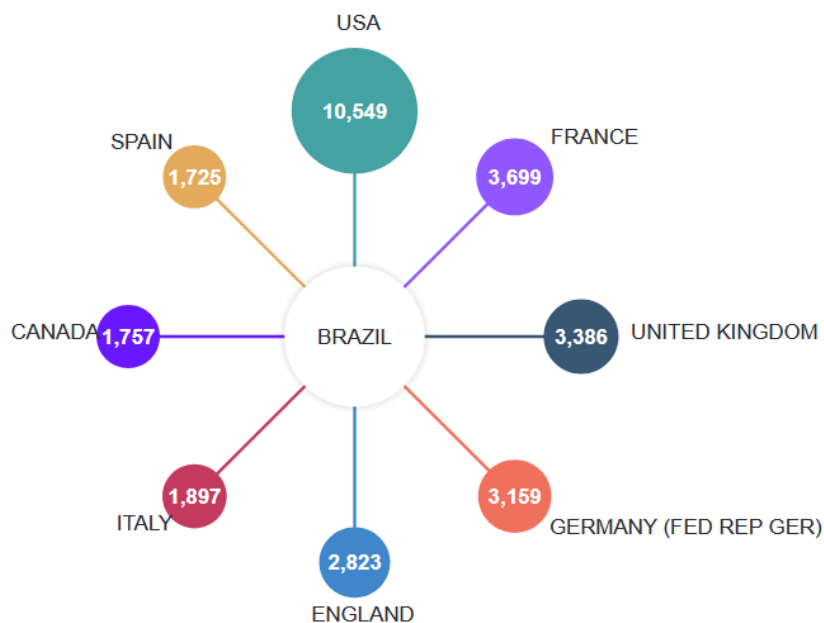 USA
10,549
FRANCE
3,699
SPAIN
1,725
CANADA
1,757
BRAZIL
3,386
UNITED KINGDOM
1,897
ITALY
3,159
GERMANY (FED REP GER)
2,823
ENGLAND